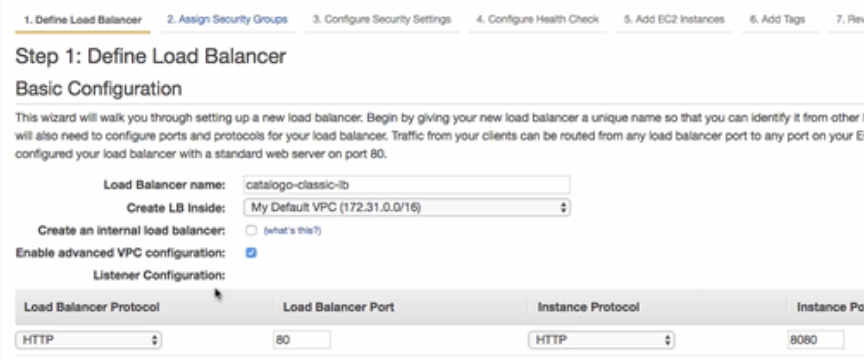 1. Define Load Balancer 2. Assign Security Groups 3. Configure Security Settings 4. Configure Health Check 5. Add EC2 Instances 6. Add Tags 7. Rev
Step 1: Define Load Balancer
Basic Configuration
This wizard will walk you through setting up a new load balancer. Begin by giving your new load balancer a unique name so that you can identify it from other
will also need to configure ports and protocols for your load balancer. Traffic from your clients can be routed from any load balancer port to any port on your E
configured your load balancer with a standard web server on port 80.
Load Balancer name: catalogo-classic-lb
Create LB Inside: My Default VPC (172.31.0.0/16)
Create an internal load balancer: (what's this?)
Enable advanced VPC configuration:
Listener Configuration:
Load Balancer Protocol Load Balancer Port Instance Protocol Instance Po
HTTP 80 HTTP 8080